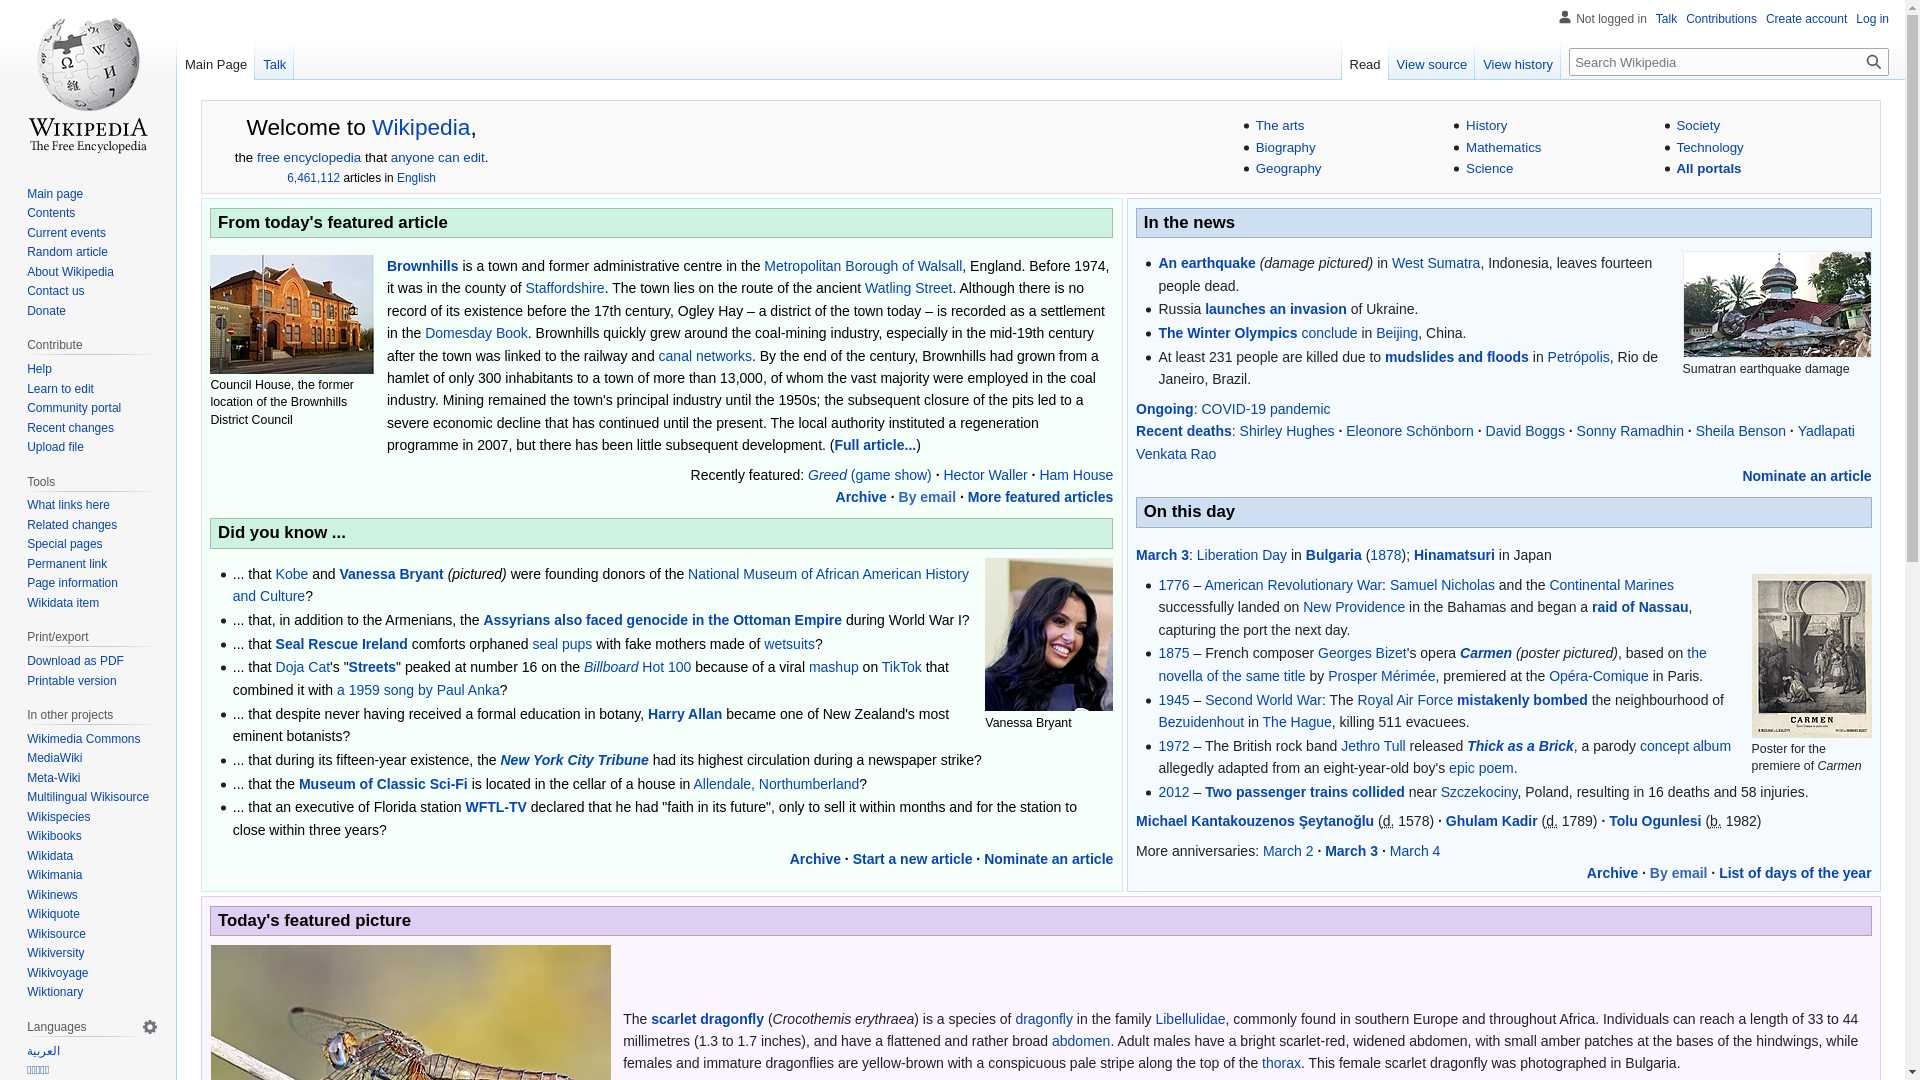 Not logged in Talk Contributions Create account Log in
Main Page Talk
Read View source View history Search Wikipedia
WIKIPEDIA
The Free Encyclopedia
Main page
Contents
Current events
Random article
About Wikipedia
Contact us
Donate
Contribute
Help
Learn to edit
Community portal
Recent changes
Upload file
Tools
What links here
Related changes
Special pages
Permanent link
Page information
Wikidata item
Print/export
Download as PDF
Printable version
In other projects
Wikimedia Commons
MediaWiki
Meta-Wiki
Multilingual Wikisource
Wikispecies
Wikibooks
Wikidata
Wikimania
Wikinews
Wikiquote
Wikisource
Wikiversity
Wikivoyage
Wiktionary
Languages
العربية
Welcome to Wikipedia,
the free encyclopedia that anyone can edit.
6,461,112 articles in English
The arts
Biography
Geography
History
Mathematics
Science
Society
Technology
All portals
From today's featured article
Council House, the former
location of the Brownhills
District Council
Brownhills is a town and former administrative centre in the Metropolitan Borough of Walsall, England. Before 1974,
it was in the county of Staffordshire. The town lies on the route of the ancient Watling Street. Although there is no
record of its existence before the 17th century, Ogley Hay – a district of the town today – is recorded as a settlement
in the Domesday Book. Brownhills quickly grew around the coal-mining industry, especially in the mid-19th century
after the town was linked to the railway and canal networks. By the end of the century, Brownhills had grown from a
hamlet of only 300 inhabitants to a town of more than 13,000, of whom the vast majority were employed in the coal
industry. Mining remained the town's principal industry until the 1950s; the subsequent closure of the pits led to a
severe economic decline that has continued until the present. The local authority instituted a regeneration
programme in 2007, but there has been little subsequent development. (Full article...)
Recently featured: Greed (game show) · Hector Waller · Ham House
Archive · By email · More featured articles
Did you know ...
... that Kobe and Vanessa Bryant (pictured) were founding donors of the National Museum of African American History
and Culture?
... that, in addition to the Armenians, the Assyrians also faced genocide in the Ottoman Empire during World War I?
... that Seal Rescue Ireland comforts orphaned seal pups with fake mothers made of wetsuits?
... that Doja Cat's "Streets" peaked at number 16 on the Billboard Hot 100 because of a viral mashup on TikTok that
combined it with a 1959 song by Paul Anka?
... that despite never having received a formal education in botany, Harry Allan became one of New Zealand's most
eminent botanists?
... that during its fifteen-year existence, the New York City Tribune had its highest circulation during a newspaper strike?
... that the Museum of Classic Sci-Fi is located in the cellar of a house in Allendale, Northumberland?
... that an executive of Florida station WFTL-TV declared that he had "faith in its future", only to sell it within months and for the station to
close within three years?
Vanessa Bryant
Archive · Start a new article · Nominate an article
In the news
An earthquake (damage pictured) in West Sumatra, Indonesia, leaves fourteen
people dead.
Russia launches an invasion of Ukraine.
The Winter Olympics conclude in Beijing, China.
At least 231 people are killed due to mudslides and floods in Petrópolis, Rio de
Janeiro, Brazil.
Sumatran earthquake damage
Ongoing: COVID-19 pandemic
Recent deaths: Shirley Hughes · Eleonore Schönborn · David Boggs · Sonny Ramadhin · Sheila Benson · Yadlapati
Venkata Rao
Nominate an article
On this day
March 3: Liberation Day in Bulgaria (1878); Hinamatsuri in Japan
1776 – American Revolutionary War: Samuel Nicholas and the Continental Marines
successfully landed on New Providence in the Bahamas and began a raid of Nassau,
capturing the port the next day.
1875 – French composer Georges Bizet's opera Carmen (poster pictured), based on the
novella of the same title by Prosper Mérimée, premiered at the Opéra-Comique in Paris.
1945 – Second World War: The Royal Air Force mistakenly bombed the neighbourhood of
Bezuidenhout in The Hague, killing 511 evacuees.
1972 – The British rock band Jethro Tull released Thick as a Brick, a parody concept album
allegedly adapted from an eight-year-old boy's epic poem.
2012 – Two passenger trains collided near Szczekociny, Poland, resulting in 16 deaths and 58 injuries.
CARMEN
Poster for the
premiere of Carmen
Michael Kantakouzenos Şeytanoğlu (d. 1578) · Ghulam Kadir (d. 1789) · Tolu Ogunlesi (b. 1982)
More anniversaries: March 2 · March 3 · March 4
Archive · By email · List of days of the year
Today's featured picture
The scarlet dragonfly (Crocothemis erythraea) is a species of dragonfly in the family Libellulidae, commonly found in southern Europe and throughout Africa. Individuals can reach a length of 33 to 44
millimetres (1.3 to 1.7 inches), and have a flattened and rather broad abdomen. Adult males have a bright scarlet-red, widened abdomen, with small amber patches at the bases of the hindwings, while
females and immature dragonflies are yellow-brown with a conspicuous pale stripe along the top of the thorax. This female scarlet dragonfly was photographed in Bulgaria.